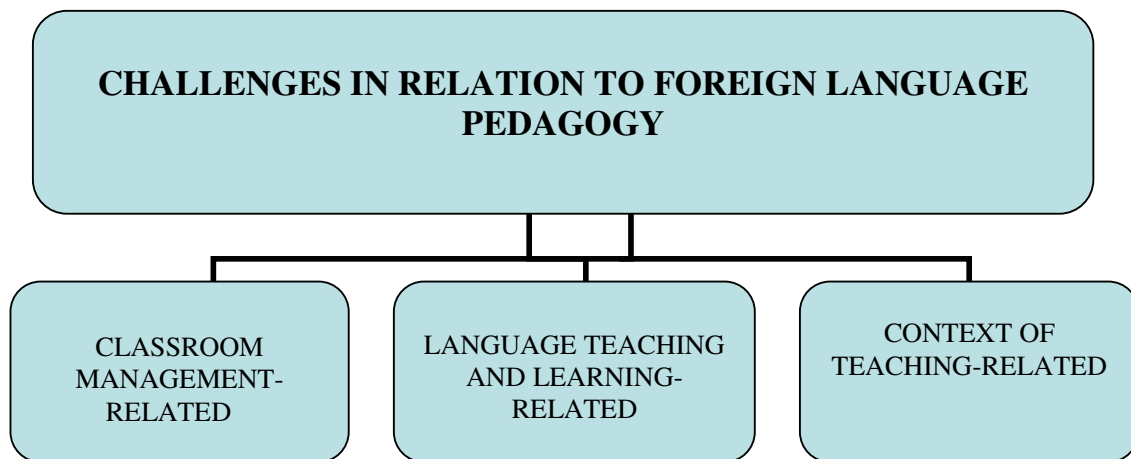 CHALLENGES IN RELATION TO FOREIGN LANGUAGE
PEDAGOGY
CLASSROOM
MANAGEMENT-
RELATED
LANGUAGE TEACHING
AND LEARNING-
RELATED
CONTEXT OF
TEACHING-RELATED